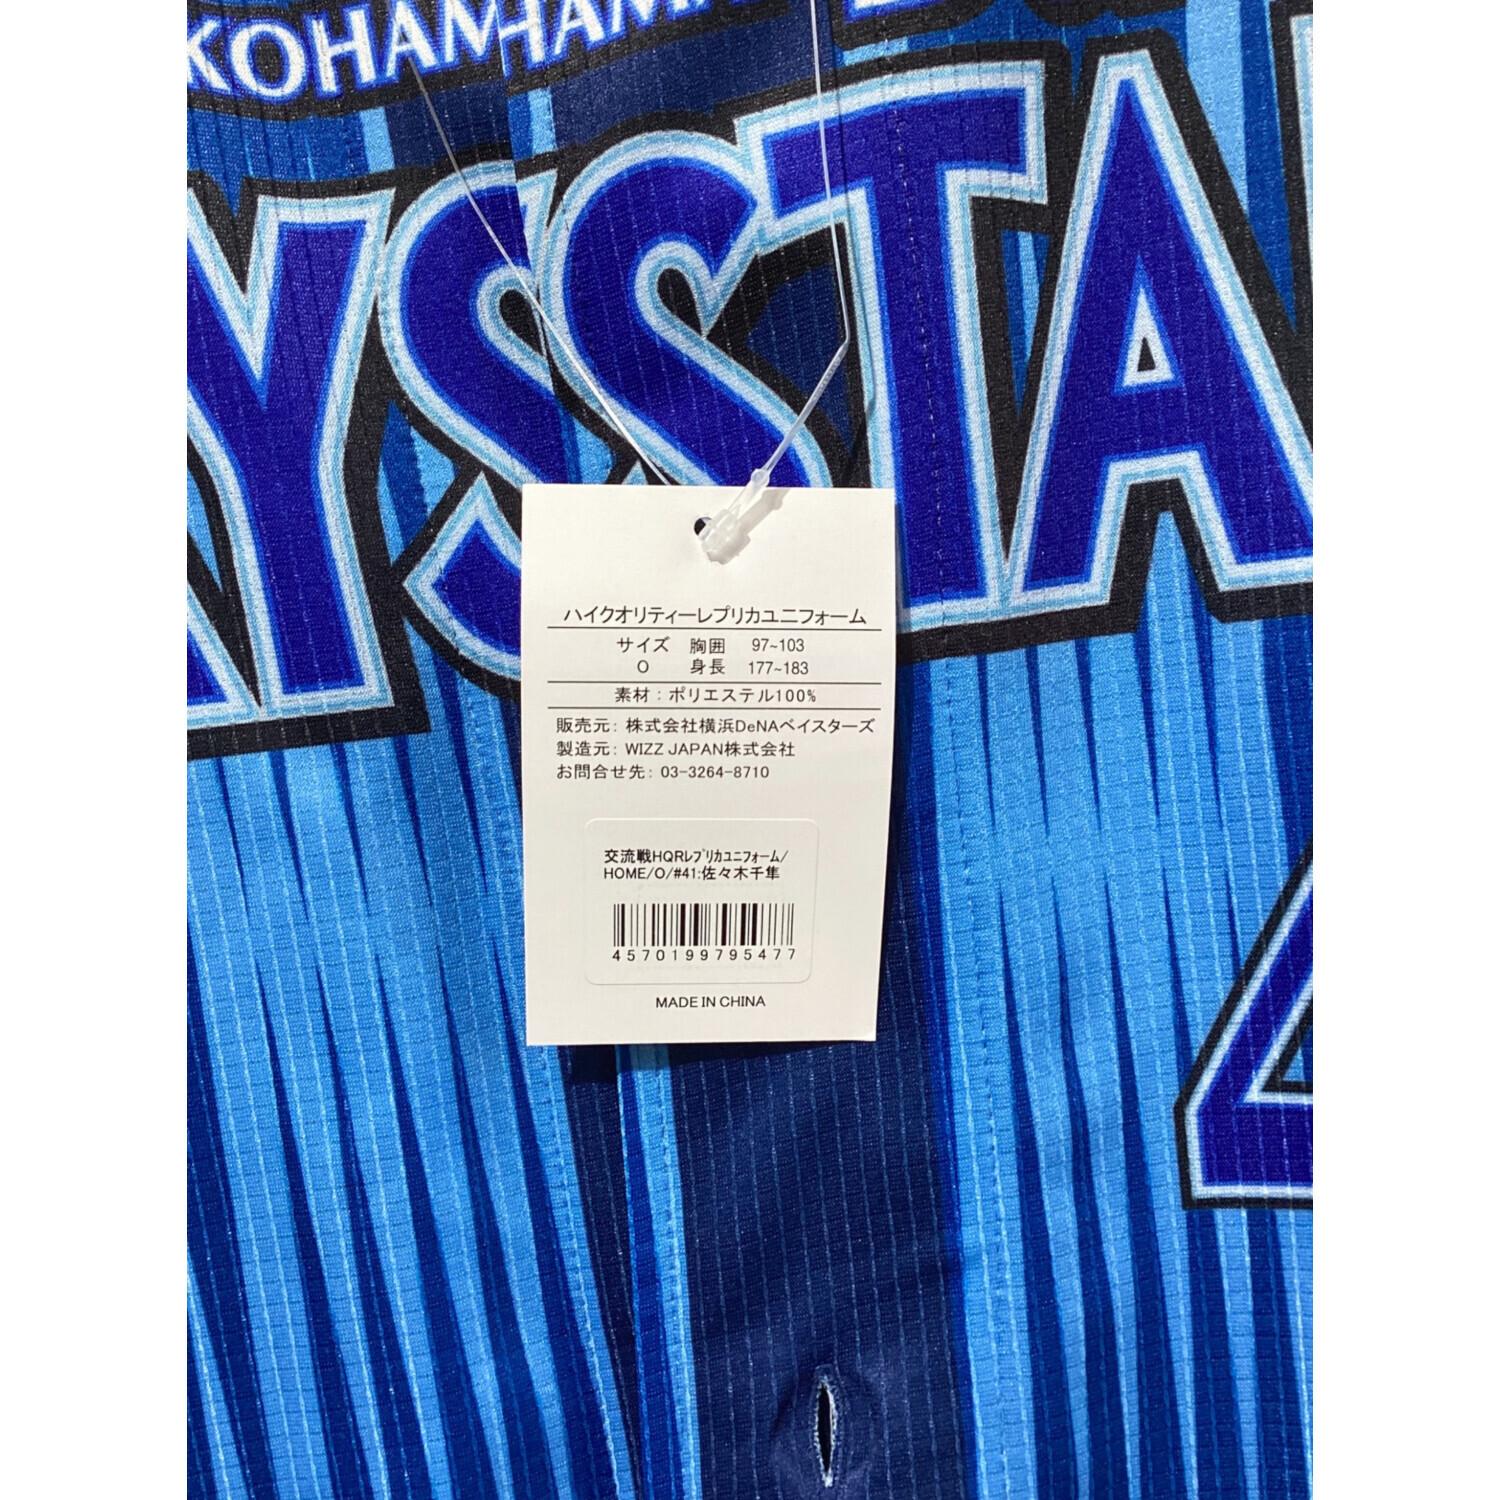 KOHAMAHAMA
AYSSTA
4
ハイクオリティーレプリカユニフォーム
サイズ 胸囲 97~103
O 身長 177~183
素材：ポリエステル100%
販売元：株式会社横浜DeNAベイスターズ
製造元：WIZZ JAPAN株式会社
お問合せ先：03-3264-8710
交流戦HQRﾚﾌﾟﾘｶﾕﾆﾌｫｰﾑ/
HOME/O/#41:佐々木千隼
4570199795477
MADE IN CHINA